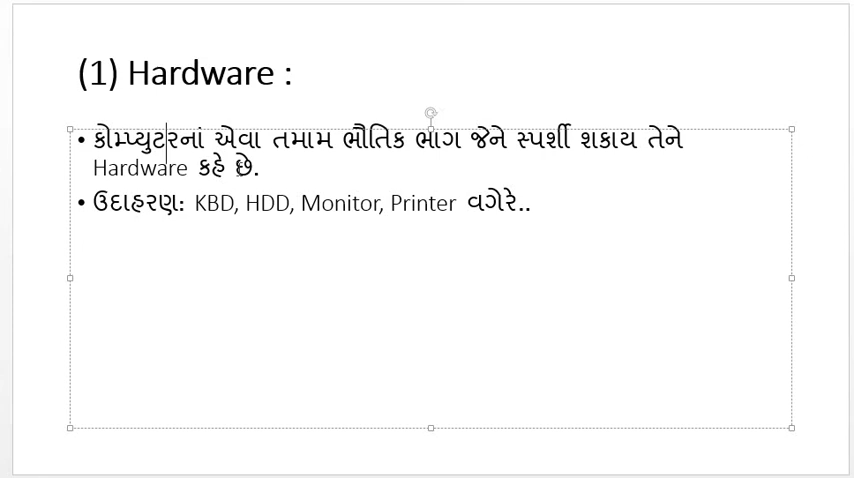 (1) Hardware :
• કોમ્પ્યુટરનાં એવા તમામ ભૌતિક ભાગ જેને સ્પર્શી શકાય તેને
Hardware કહે છે.
• ઉદાહરણ: KBD, HDD, Monitor, Printer વગેરે..